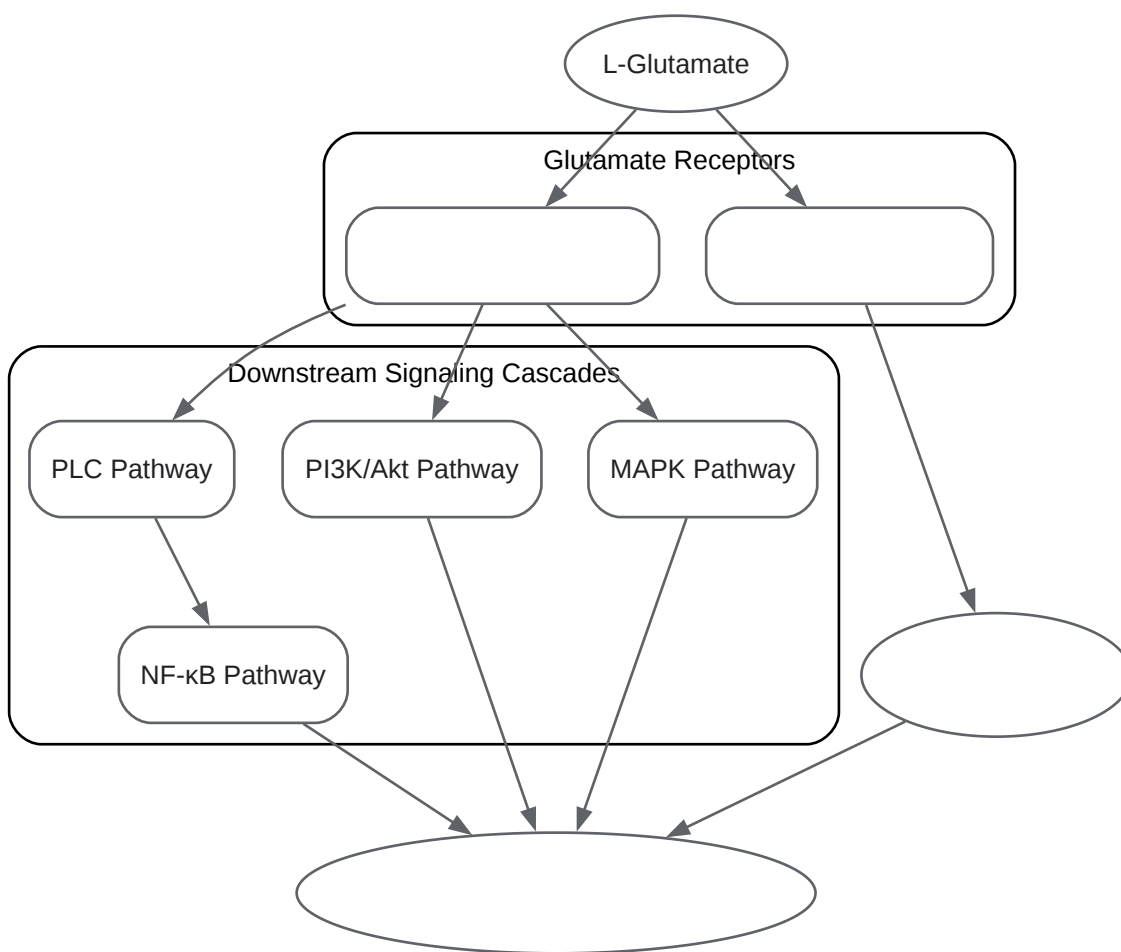 L-Glutamate
Glutamate Receptors
Downstream Signaling Cascades
PLC Pathway
PI3K/Akt Pathway
MAPK Pathway
NF-κB Pathway